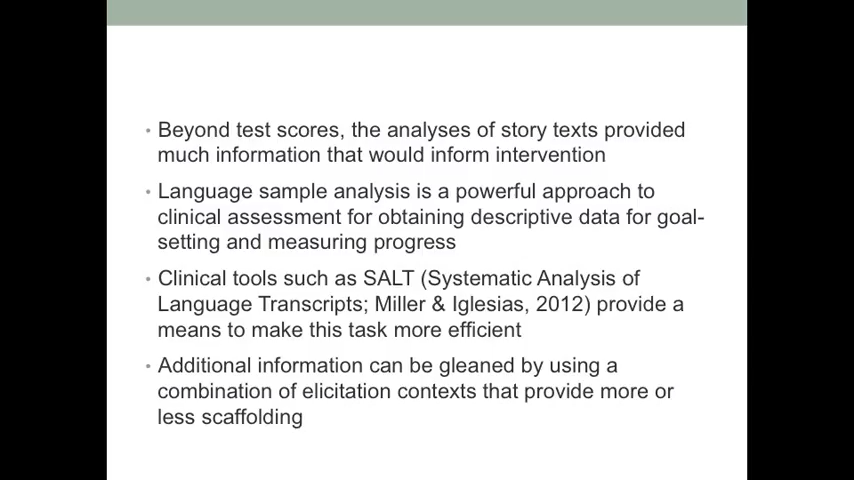 • Beyond test scores, the analyses of story texts provided
much information that would inform intervention
• Language sample analysis is a powerful approach to
clinical assessment for obtaining descriptive data for goal-
setting and measuring progress
• Clinical tools such as SALT (Systematic Analysis of
Language Transcripts; Miller & Iglesias, 2012) provide a
means to make this task more efficient
• Additional information can be gleaned by using a
combination of elicitation contexts that provide more or
less scaffolding